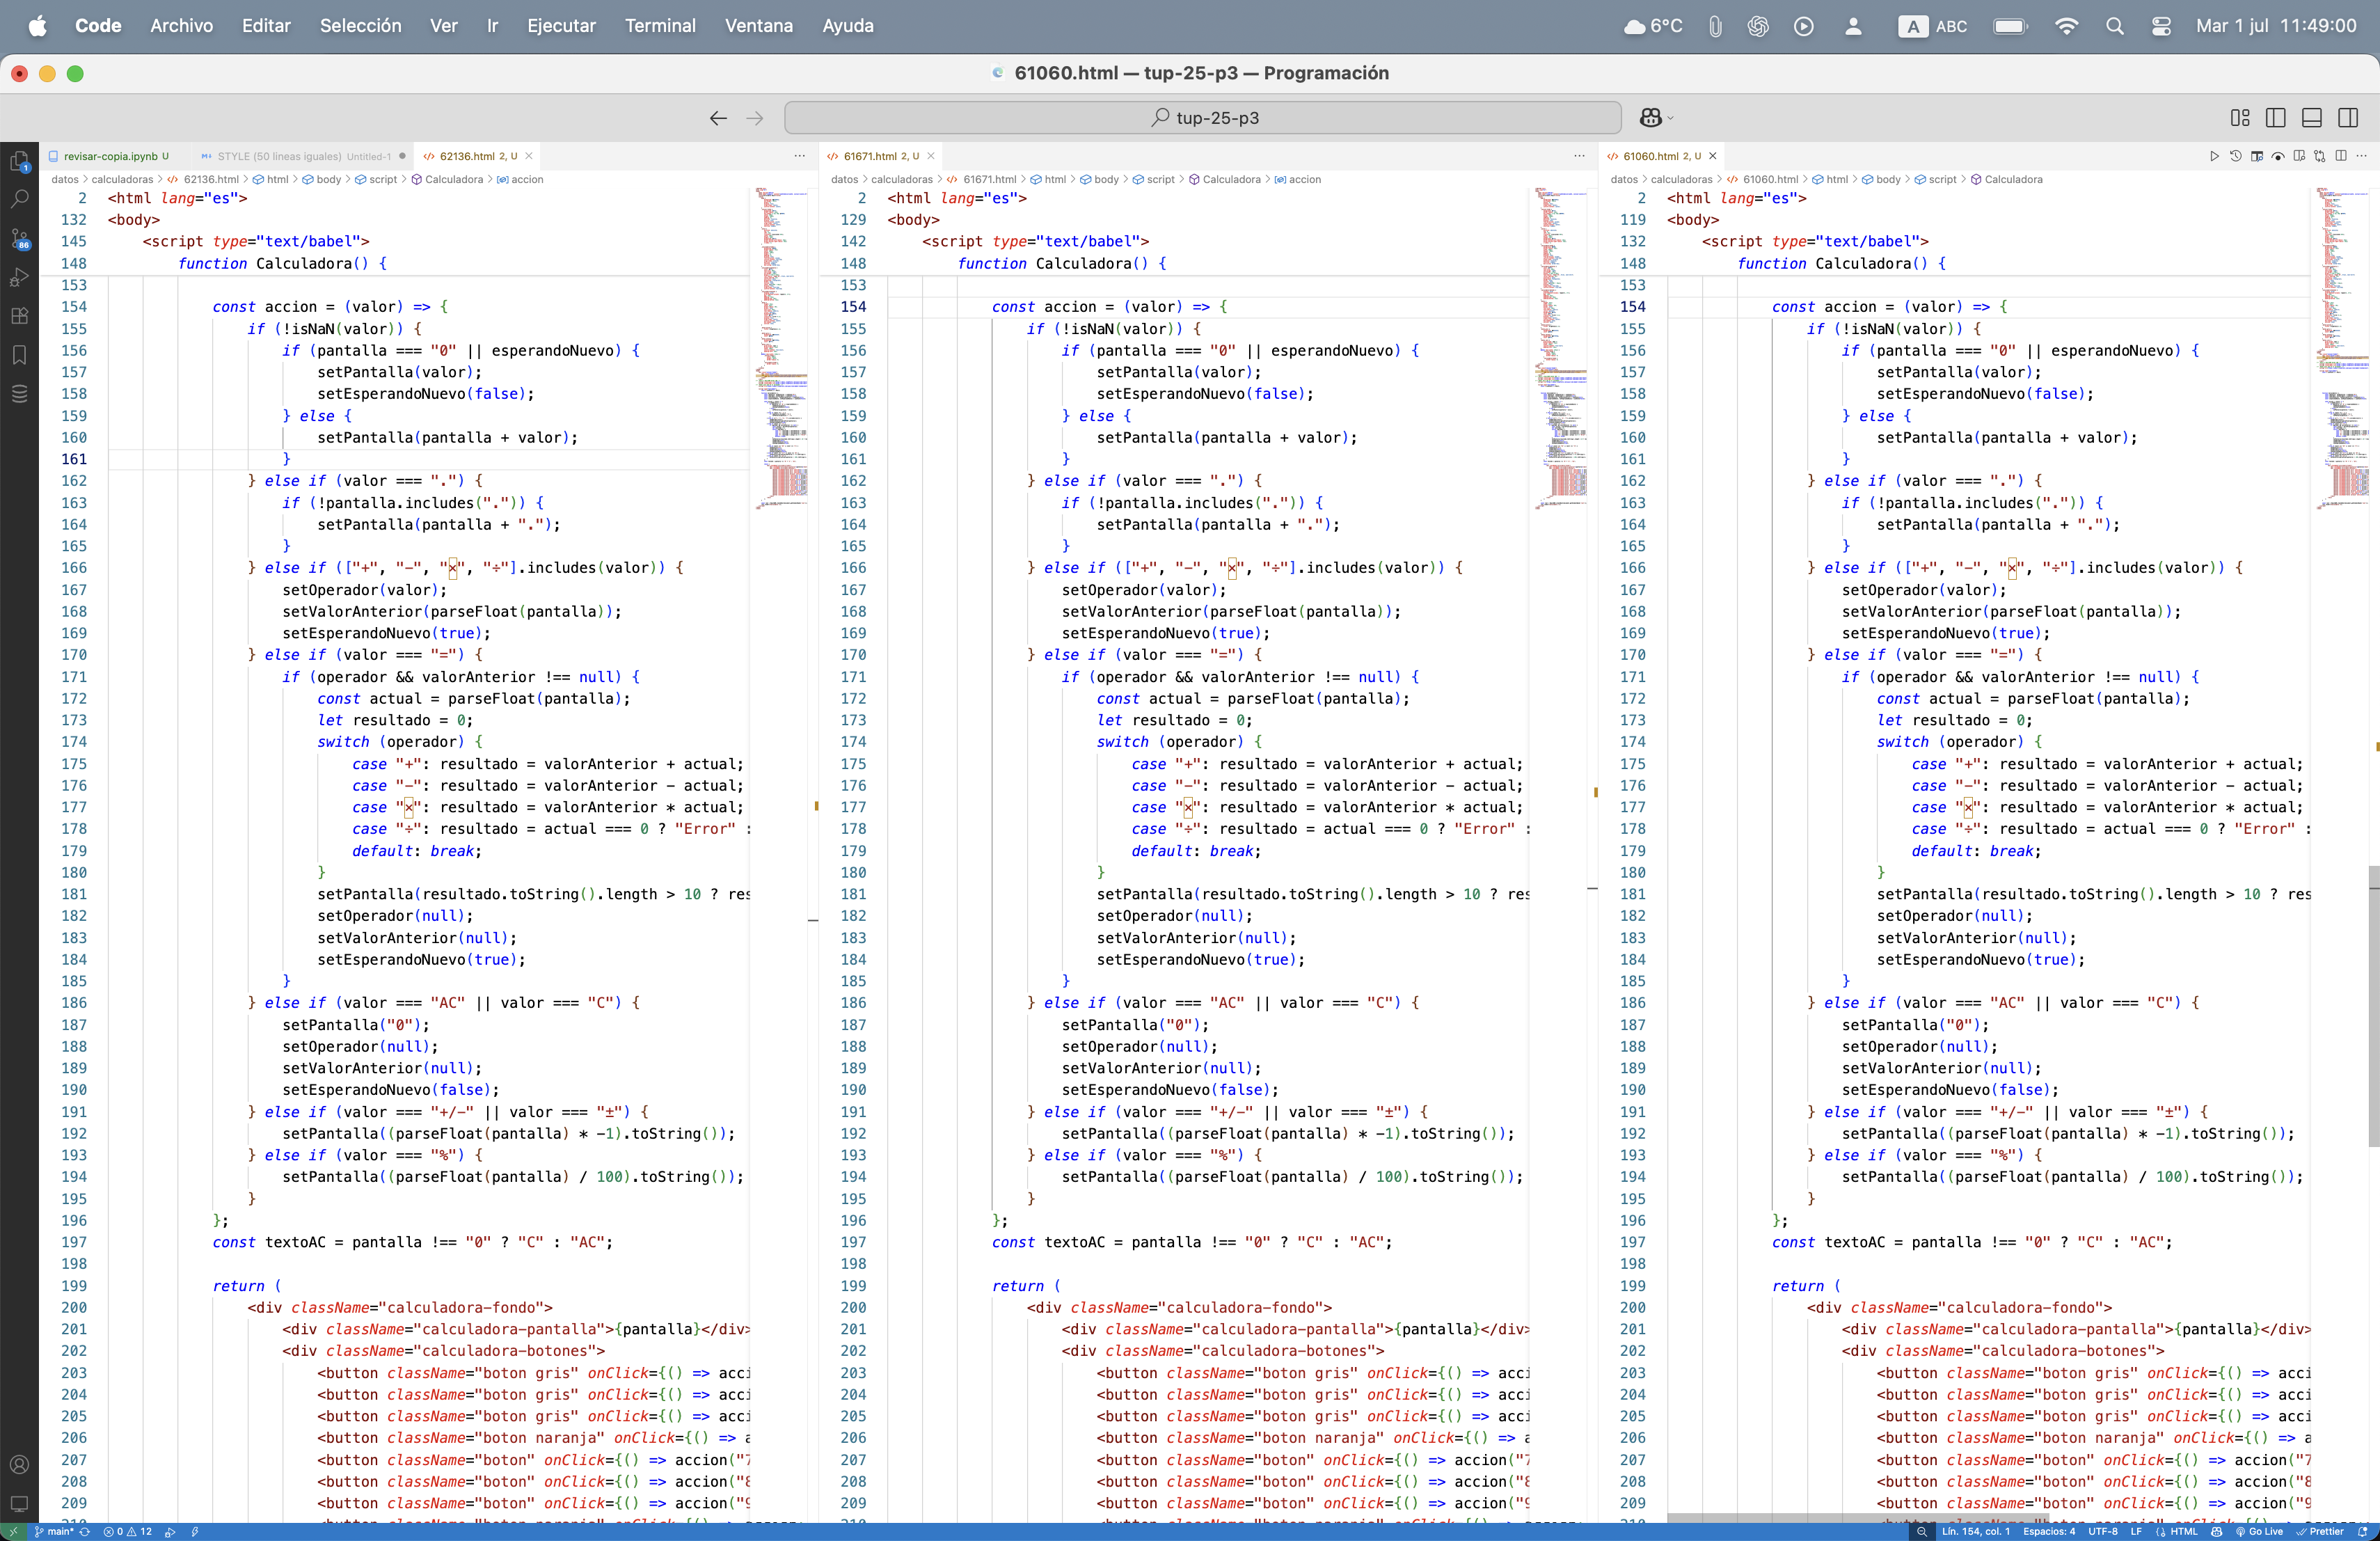 Code Archivo Editar Selección Ver Ir Ejecutar Terminal Ventana Ayuda 6°C A ABC Mar 1 jul 11:49:00
61060.html — tup-25-p3 — Programación
tup-25-p3
revisar-copia.ipynb U STYLE (50 lineas iguales) Untitled-1 62136.html 2, U
datos > calculadoras > 62136.html > html > body > script > Calculadora > accion
2 <html lang="es">
132 <body>
145 <script type="text/babel">
148 function Calculadora() {
153
154 const accion = (valor) => {
155 if (!isNaN(valor)) {
156 if (pantalla === "0" || esperandoNuevo) {
157 setPantalla(valor);
158 setEsperandoNuevo(false);
159 } else {
160 setPantalla(pantalla + valor);
161 }
162 } else if (valor === ".") {
163 if (!pantalla.includes(".")) {
164 setPantalla(pantalla + ".");
165 }
166 } else if (["+", "−", "×", "÷"].includes(valor)) {
167 setOperador(valor);
168 setValorAnterior(parseFloat(pantalla));
169 setEsperandoNuevo(true);
170 } else if (valor === "=") {
171 if (operador && valorAnterior !== null) {
172 const actual = parseFloat(pantalla);
173 let resultado = 0;
174 switch (operador) {
175 case "+": resultado = valorAnterior + actual;
176 case "−": resultado = valorAnterior - actual;
177 case "×": resultado = valorAnterior * actual;
178 case "÷": resultado = actual === 0 ? "Error" :
179 default: break;
180 }
181 setPantalla(resultado.toString().length > 10 ? res
182 setOperador(null);
183 setValorAnterior(null);
184 setEsperandoNuevo(true);
185 }
186 } else if (valor === "AC" || valor === "C") {
187 setPantalla("0");
188 setOperador(null);
189 setValorAnterior(null);
190 setEsperandoNuevo(false);
191 } else if (valor === "+/-" || valor === "±") {
192 setPantalla((parseFloat(pantalla) * -1).toString());
193 } else if (valor === "%") {
194 setPantalla((parseFloat(pantalla) / 100).toString());
195 }
196 };
197 const textoAC = pantalla !== "0" ? "C" : "AC";
198
199 return (
200 <div className="calculadora-fondo">
201 <div className="calculadora-pantalla">{pantalla}</div>
202 <div className="calculadora-botones">
203 <button className="boton gris" onClick={() => acci
204 <button className="boton gris" onClick={() => acci
205 <button className="boton gris" onClick={() => acci
206 <button className="boton naranja" onClick={() => a
207 <button className="boton" onClick={() => accion("7
208 <button className="boton" onClick={() => accion("8
209 <button className="boton" onClick={() => accion("9
61671.html 2, U
datos > calculadoras > 61671.html > html > body > script > Calculadora > accion
2 <html lang="es">
129 <body>
142 <script type="text/babel">
148 function Calculadora() {
153
154 const accion = (valor) => {
155 if (!isNaN(valor)) {
156 if (pantalla === "0" || esperandoNuevo) {
157 setPantalla(valor);
158 setEsperandoNuevo(false);
159 } else {
160 setPantalla(pantalla + valor);
161 }
162 } else if (valor === ".") {
163 if (!pantalla.includes(".")) {
164 setPantalla(pantalla + ".");
165 }
166 } else if (["+", "−", "×", "÷"].includes(valor)) {
167 setOperador(valor);
168 setValorAnterior(parseFloat(pantalla));
169 setEsperandoNuevo(true);
170 } else if (valor === "=") {
171 if (operador && valorAnterior !== null) {
172 const actual = parseFloat(pantalla);
173 let resultado = 0;
174 switch (operador) {
175 case "+": resultado = valorAnterior + actual;
176 case "−": resultado = valorAnterior - actual;
177 case "×": resultado = valorAnterior * actual;
178 case "÷": resultado = actual === 0 ? "Error" :
179 default: break;
180 }
181 setPantalla(resultado.toString().length > 10 ? res
182 setOperador(null);
183 setValorAnterior(null);
184 setEsperandoNuevo(true);
185 }
186 } else if (valor === "AC" || valor === "C") {
187 setPantalla("0");
188 setOperador(null);
189 setValorAnterior(null);
190 setEsperandoNuevo(false);
191 } else if (valor === "+/-" || valor === "±") {
192 setPantalla((parseFloat(pantalla) * -1).toString());
193 } else if (valor === "%") {
194 setPantalla((parseFloat(pantalla) / 100).toString());
195 }
196 };
197 const textoAC = pantalla !== "0" ? "C" : "AC";
198
199 return (
200 <div className="calculadora-fondo">
201 <div className="calculadora-pantalla">{pantalla}</div>
202 <div className="calculadora-botones">
203 <button className="boton gris" onClick={() => acci
204 <button className="boton gris" onClick={() => acci
205 <button className="boton gris" onClick={() => acci
206 <button className="boton naranja" onClick={() => a
207 <button className="boton" onClick={() => accion("7
208 <button className="boton" onClick={() => accion("8
209 <button className="boton" onClick={() => accion("9
61060.html 2, U
datos > calculadoras > 61060.html > html > body > script > Calculadora
2 <html lang="es">
119 <body>
132 <script type="text/babel">
148 function Calculadora() {
153
154 const accion = (valor) => {
155 if (!isNaN(valor)) {
156 if (pantalla === "0" || esperandoNuevo) {
157 setPantalla(valor);
158 setEsperandoNuevo(false);
159 } else {
160 setPantalla(pantalla + valor);
161 }
162 } else if (valor === ".") {
163 if (!pantalla.includes(".")) {
164 setPantalla(pantalla + ".");
165 }
166 } else if (["+", "−", "×", "÷"].includes(valor)) {
167 setOperador(valor);
168 setValorAnterior(parseFloat(pantalla));
169 setEsperandoNuevo(true);
170 } else if (valor === "=") {
171 if (operador && valorAnterior !== null) {
172 const actual = parseFloat(pantalla);
173 let resultado = 0;
174 switch (operador) {
175 case "+": resultado = valorAnterior + actual;
176 case "−": resultado = valorAnterior - actual;
177 case "×": resultado = valorAnterior * actual;
178 case "÷": resultado = actual === 0 ? "Error" :
179 default: break;
180 }
181 setPantalla(resultado.toString().length > 10 ? res
182 setOperador(null);
183 setValorAnterior(null);
184 setEsperandoNuevo(true);
185 }
186 } else if (valor === "AC" || valor === "C") {
187 setPantalla("0");
188 setOperador(null);
189 setValorAnterior(null);
190 setEsperandoNuevo(false);
191 } else if (valor === "+/-" || valor === "±") {
192 setPantalla((parseFloat(pantalla) * -1).toString());
193 } else if (valor === "%") {
194 setPantalla((parseFloat(pantalla) / 100).toString());
195 }
196 };
197 const textoAC = pantalla !== "0" ? "C" : "AC";
198
199 return (
200 <div className="calculadora-fondo">
201 <div className="calculadora-pantalla">{pantalla}</div>
202 <div className="calculadora-botones">
203 <button className="boton gris" onClick={() => acci
204 <button className="boton gris" onClick={() => acci
205 <button className="boton gris" onClick={() => acci
206 <button className="boton naranja" onClick={() => a
207 <button className="boton" onClick={() => accion("7
208 <button className="boton" onClick={() => accion("8
209 <button className="boton" onClick={() => accion("9
1
86
main* 0 12 Lín. 154, col. 1 Espacios: 4 UTF-8 LF HTML Go Live Prettier